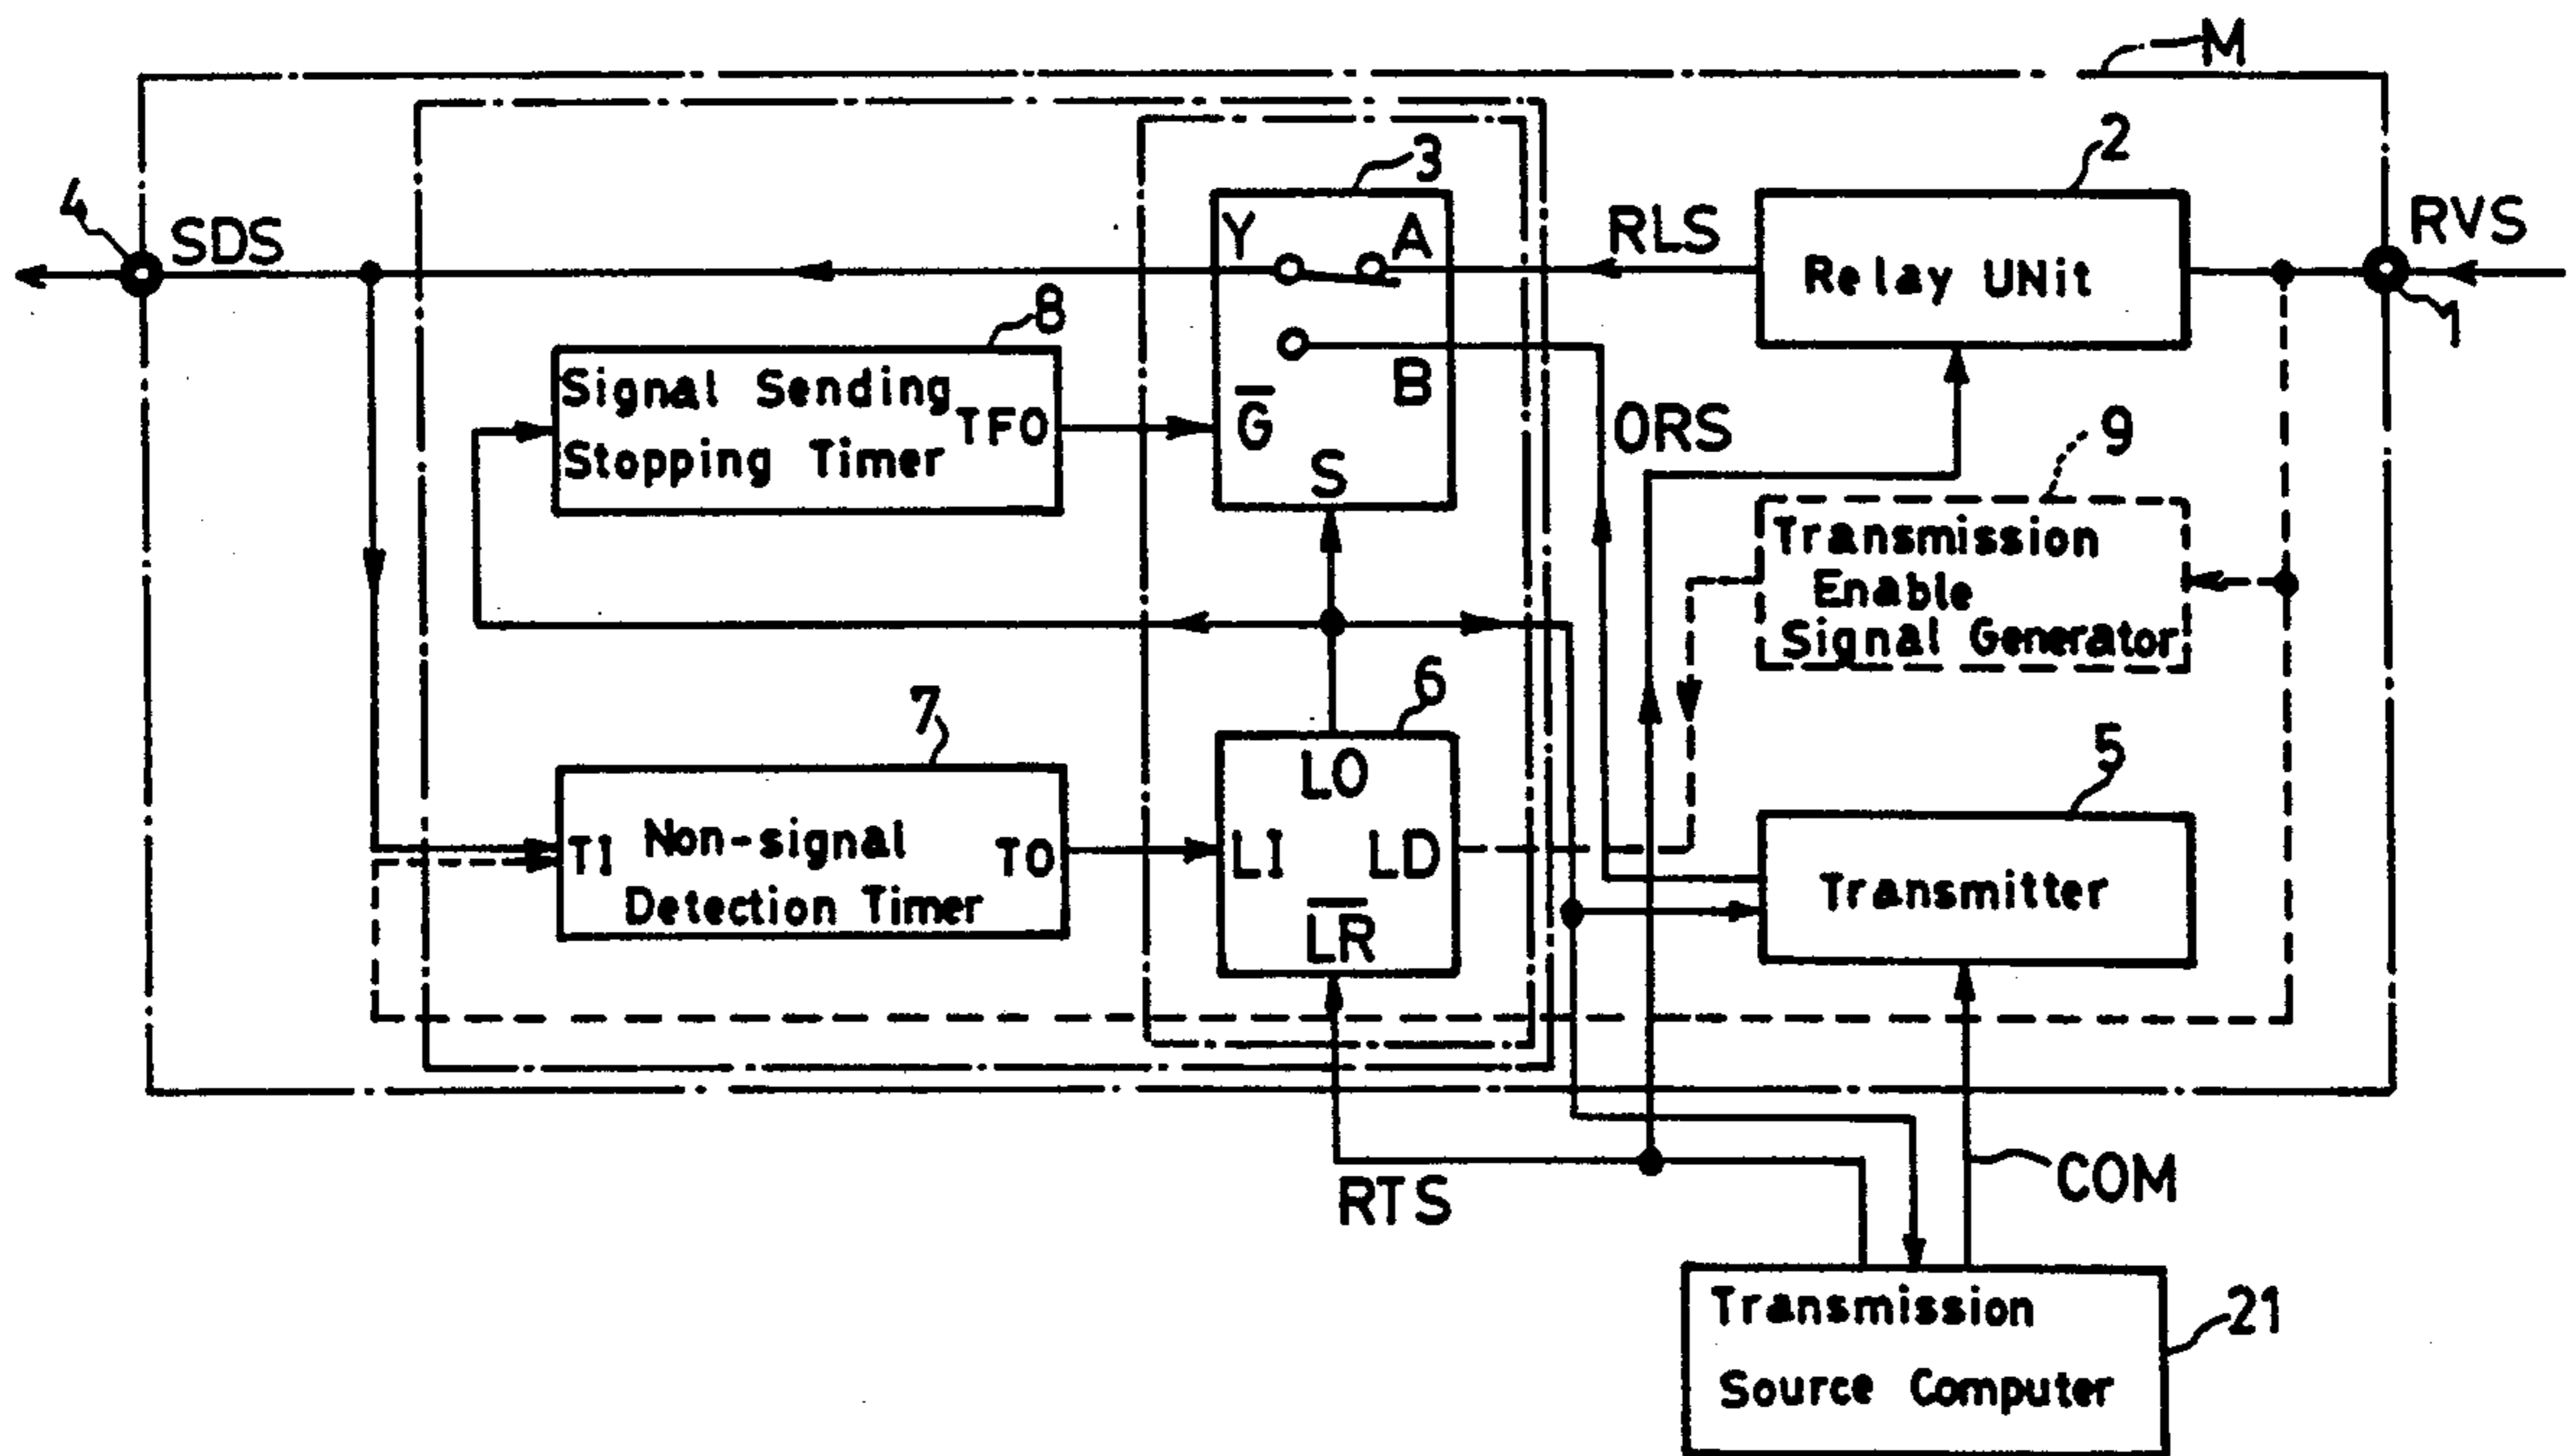 M
3
2
4
SDS
Y
A
RLS
Relay UNit
RVS
1
8
Signal Sending
Stopping Timer
TFO
G
B
S
ORS
9
Transmission
Enable
Signal Generator
7
6
5
TI
Non-signal
Detection Timer
TO
LO
LI
LD
LR
Transmitter
RTS
COM
Transmission
Source Computer
21